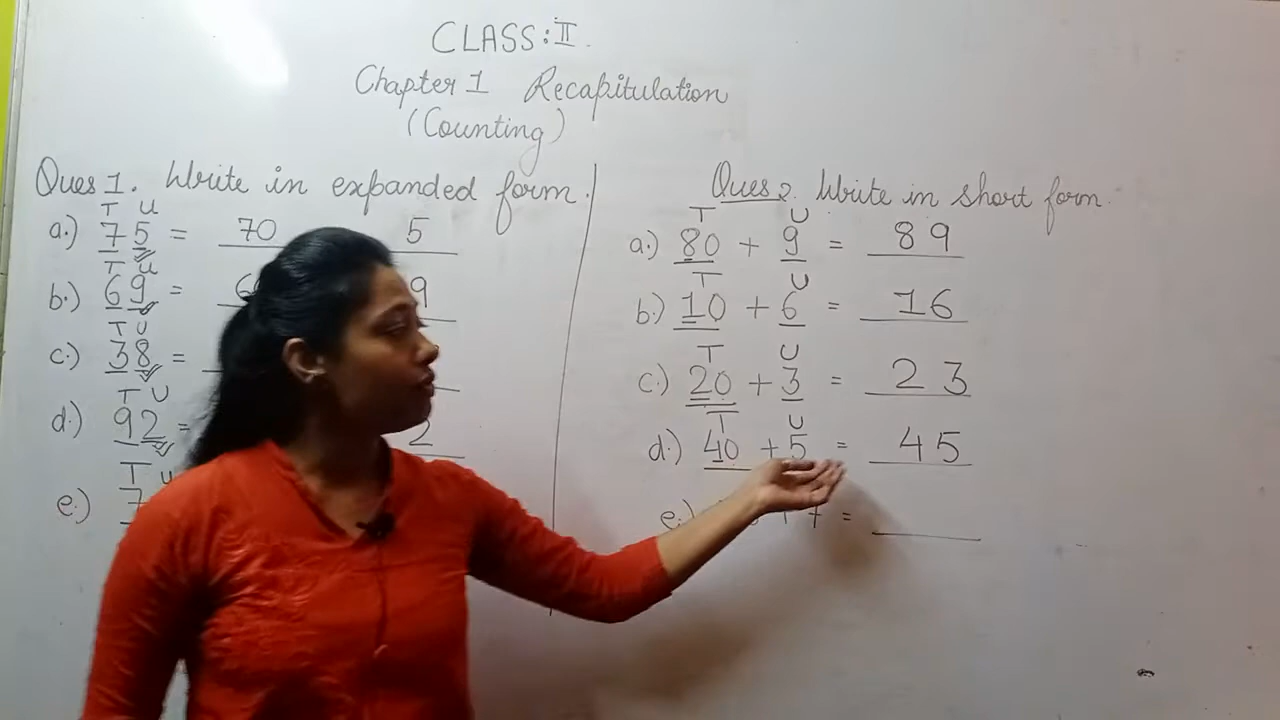 CLASS: II.
Chapter 1 Recapitulation
(Counting)
Ques 1. Write in expanded form.
T U
a.) 75 = 70 5
T U
b.) 69 = 9
T U
c.) 38 =
T U
d.) 92 = 2
T U
e.) 7
Ques 2. Write in short form.
T U
a.) 80 + 9 = 89
T U
b.) 10 + 6 = 16
T U
c.) 20 + 3 = 23
T U
d.) 40 + 5 = 45
e.) + 7 =